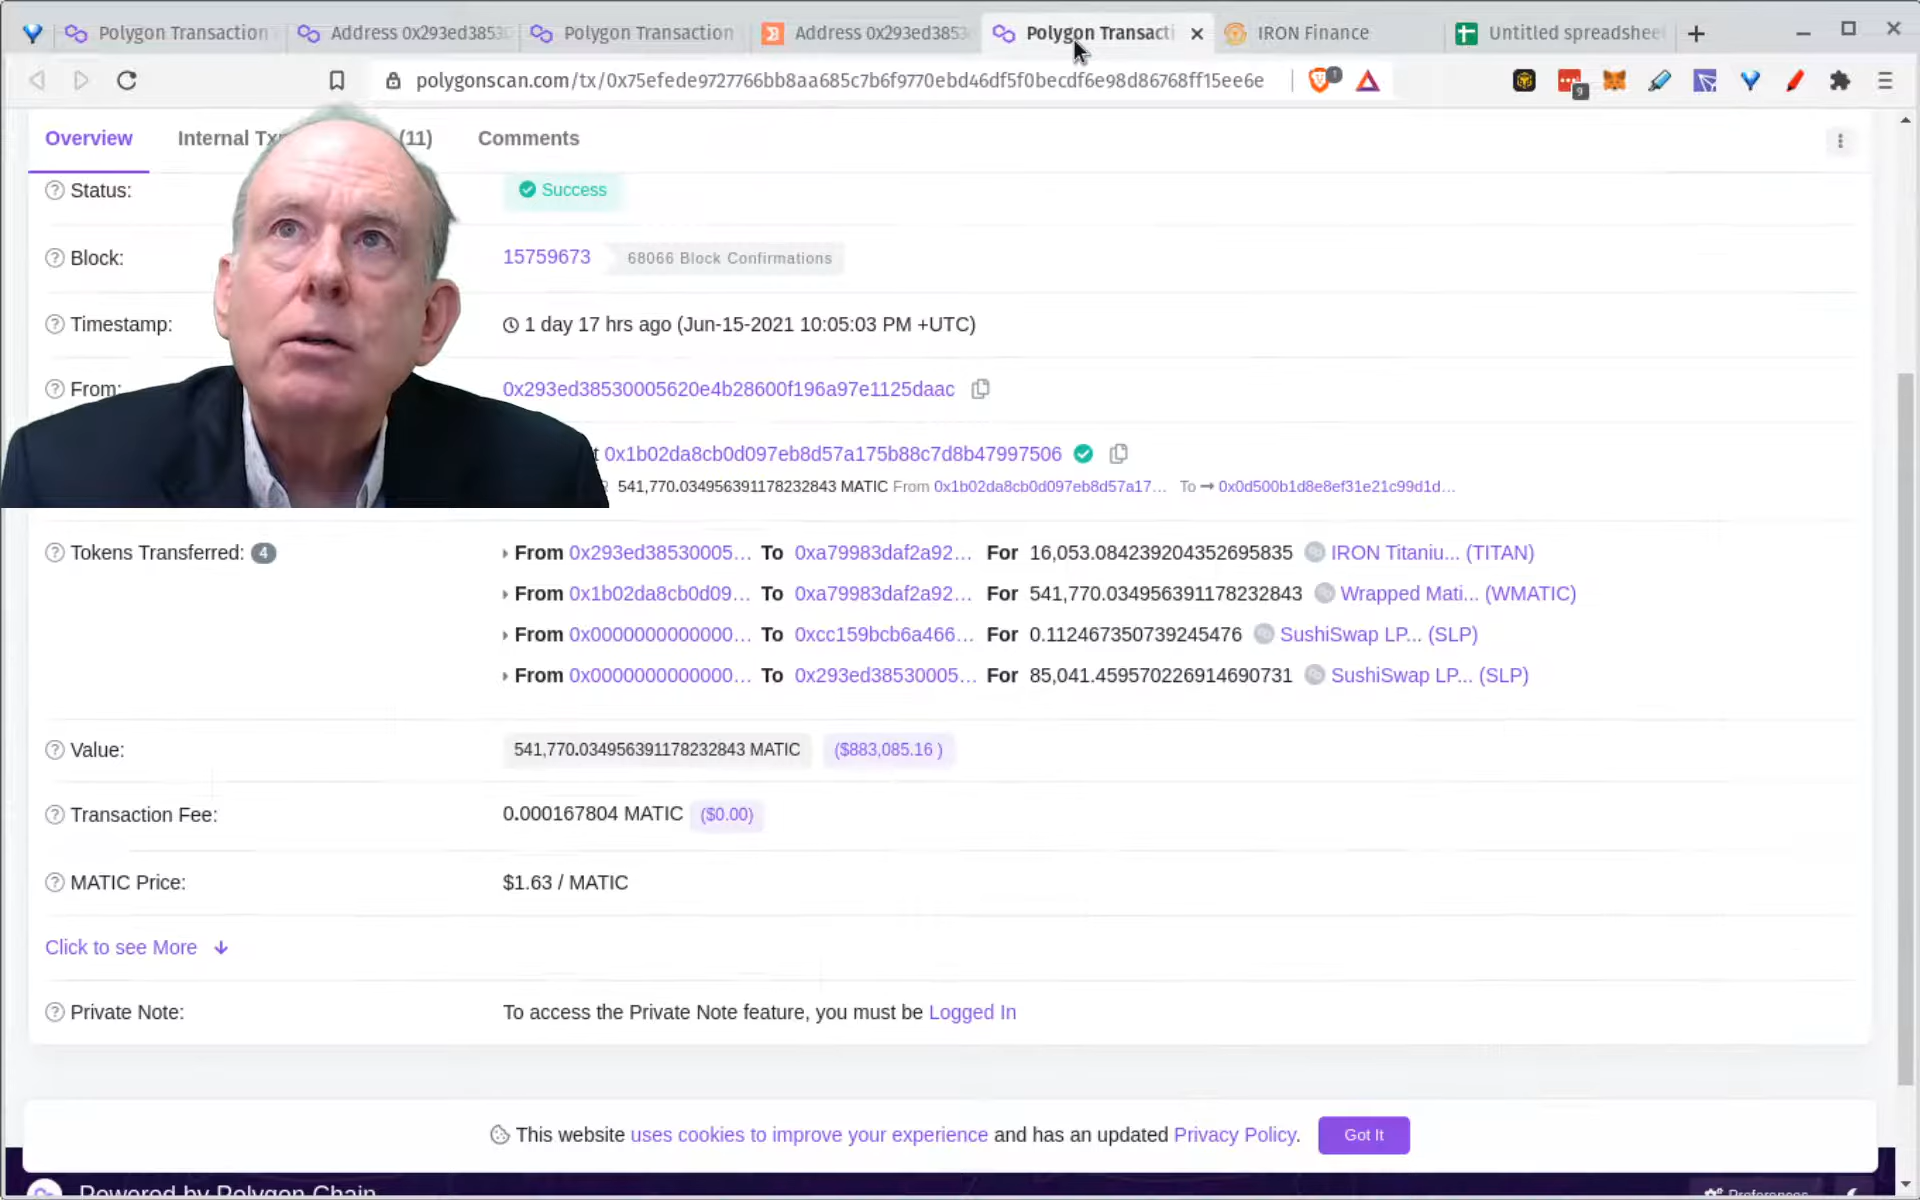 Polygon Transaction
Address 0x293ed3853
Polygon Transaction
Address 0x293ed3853
Polygon Transacti
IRON Finance
Untitled spreadshee
polygonscan.com/tx/0x75efede9727766bb8aa685c7b6f9770ebd46df5f0becdf6e98d86768ff15ee6e
1
9
Overview
Internal Txn
(11)
Comments
Status:
Success
Block:
15759673
68066 Block Confirmations
Timestamp:
1 day 17 hrs ago (Jun-15-2021 10:05:03 PM +UTC)
From:
0x293ed38530005620e4b28600f196a97e1125daac
t 0x1b02da8cb0d097eb8d57a175b88c7d8b47997506
541,770.034956391178232843 MATIC From 0x1b02da8cb0d097eb8d57a17... To → 0x0d500b1d8e8ef31e21c99d1d...
Tokens Transferred: 4
From 0x293ed38530005... To 0xa79983daf2a92... For 16,053.084239204352695835 IRON Titaniu... (TITAN)
From 0x1b02da8cb0d09... To 0xa79983daf2a92... For 541,770.034956391178232843 Wrapped Mati... (WMATIC)
From 0x0000000000000... To 0xcc159bcb6a466... For 0.112467350739245476 SushiSwap LP... (SLP)
From 0x0000000000000... To 0x293ed38530005... For 85,041.459570226914690731 SushiSwap LP... (SLP)
Value:
541,770.034956391178232843 MATIC
($883,085.16 )
Transaction Fee:
0.000167804 MATIC ($0.00)
MATIC Price:
$1.63 / MATIC
Click to see More
Private Note:
To access the Private Note feature, you must be Logged In
This website uses cookies to improve your experience and has an updated Privacy Policy.
Got It
Powered by Polygon Chain
Preferences